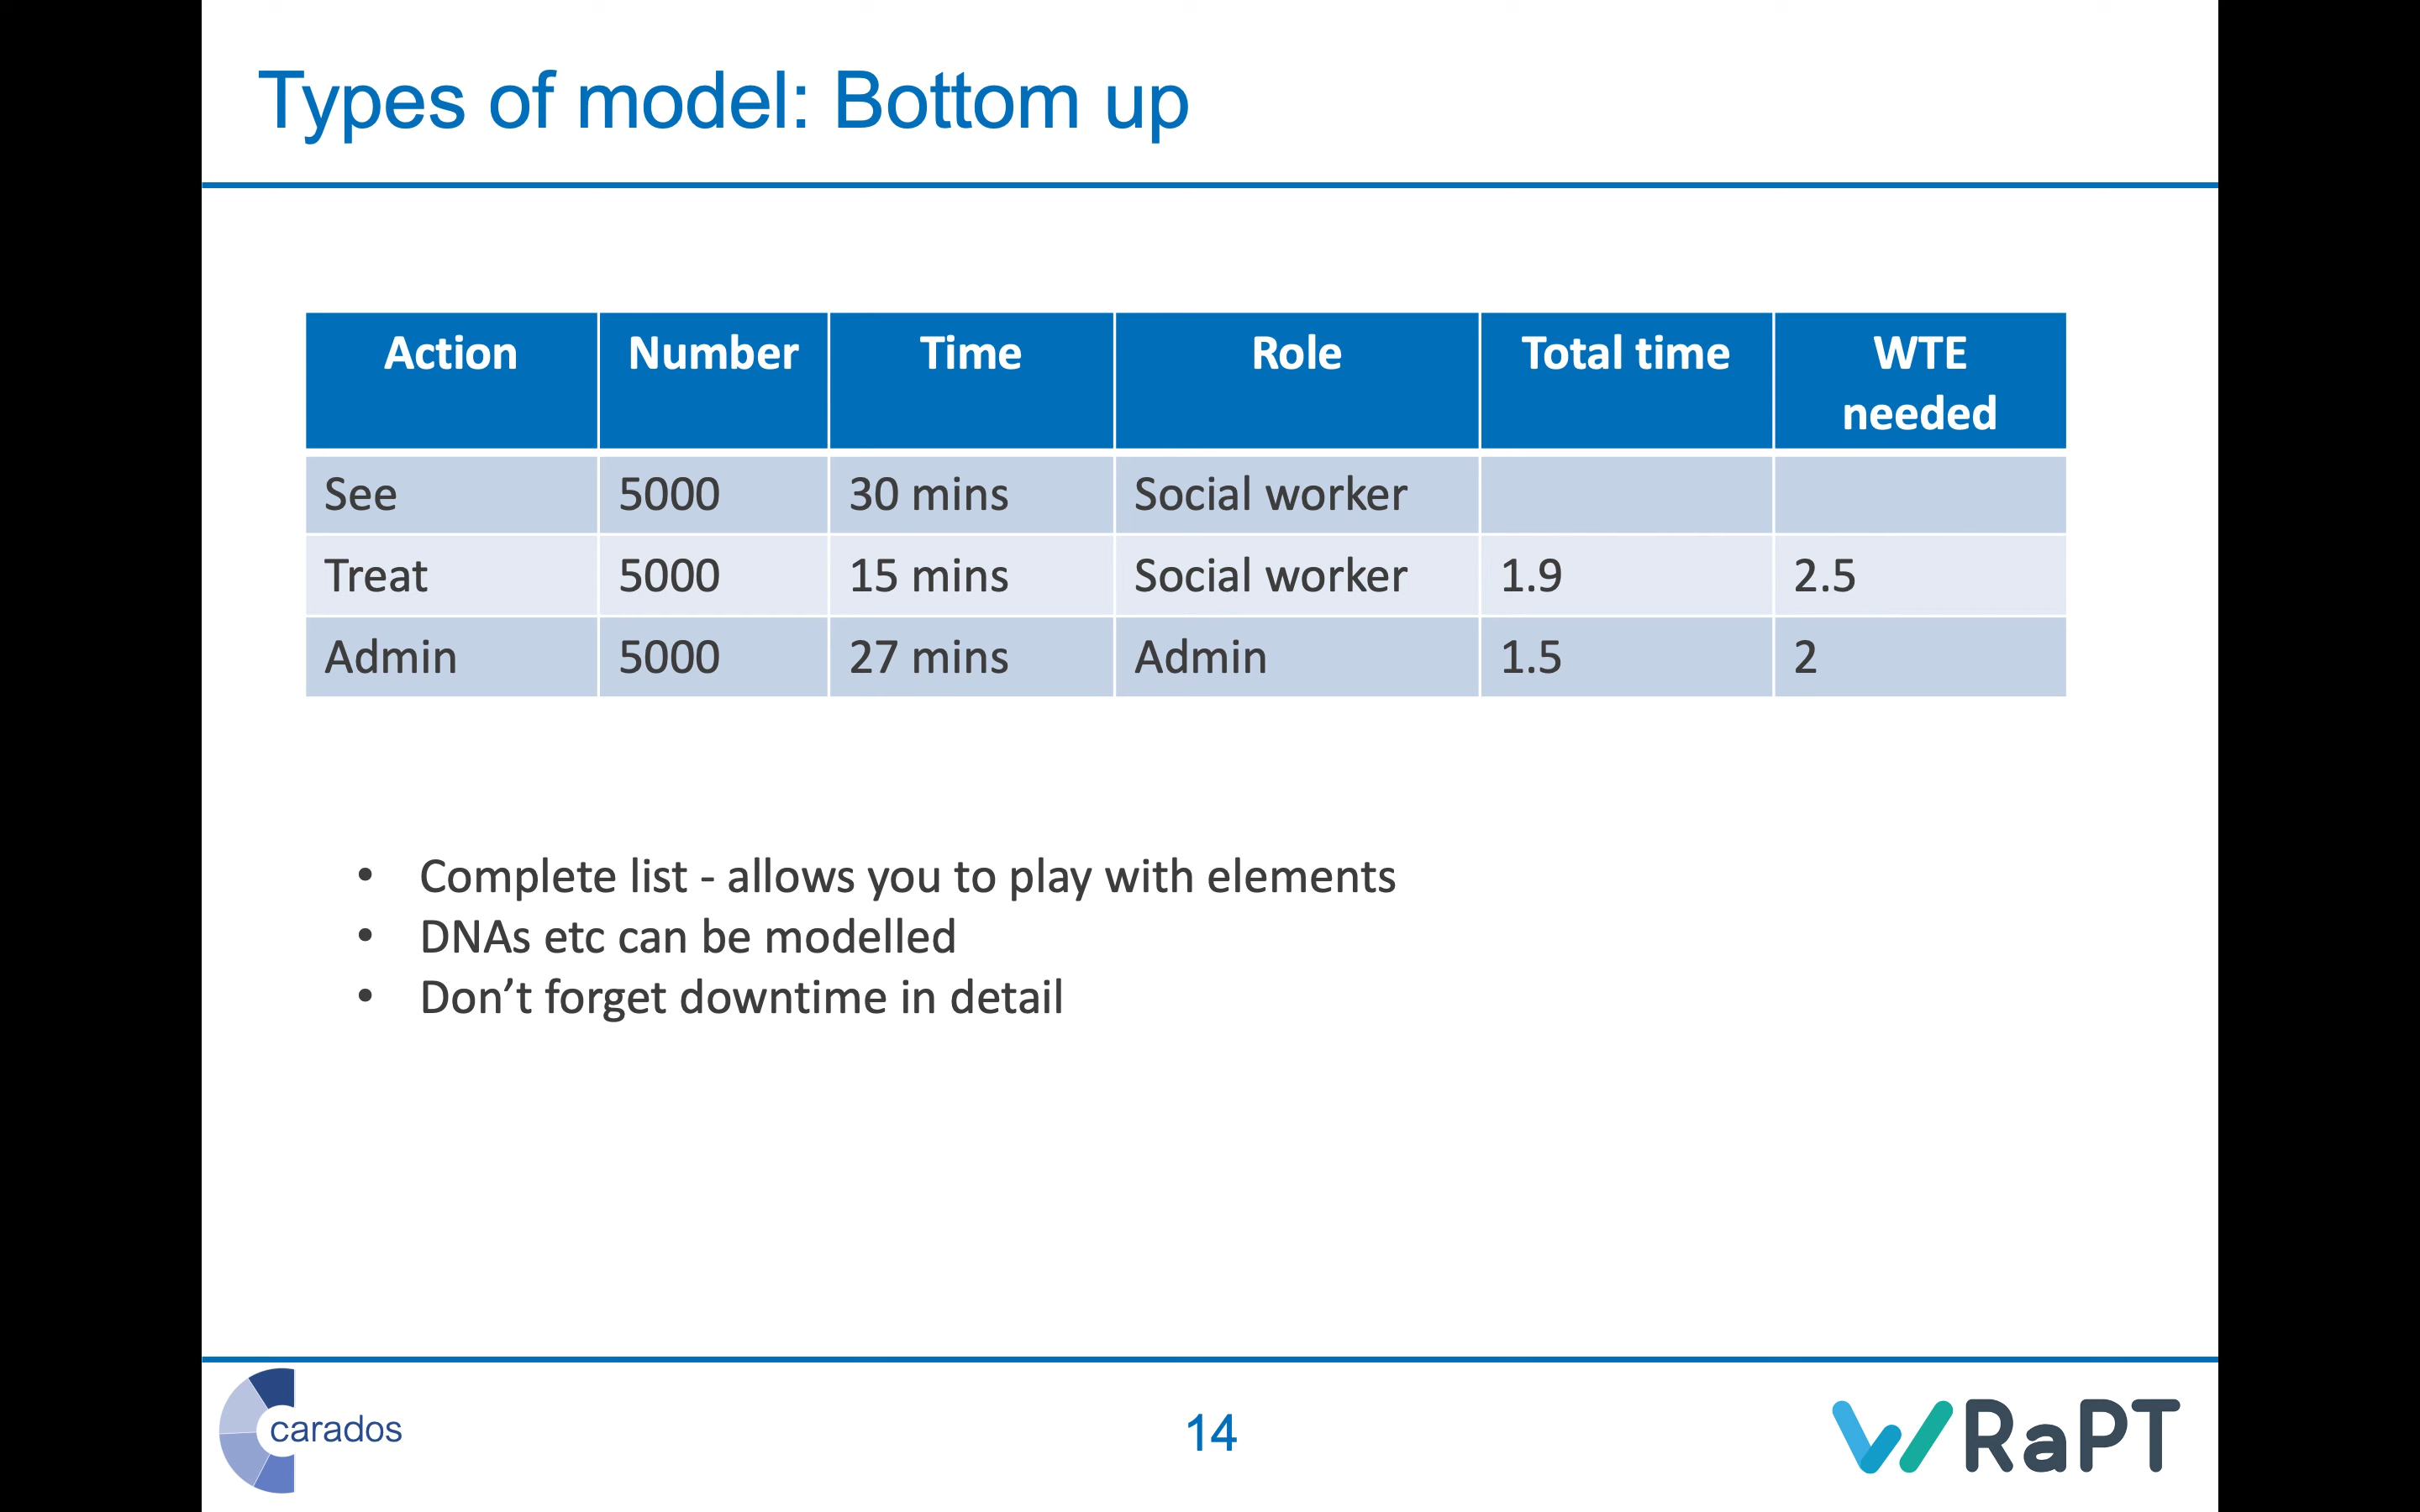 Types of model: Bottom up
Action Number Time Role Total time WTE
needed
See 5000 30 mins Social worker
Treat 5000 15 mins Social worker 1.9 2.5
Admin 5000 27 mins Admin 1.5 2
• Complete list - allows you to play with elements
• DNAs etc can be modelled
• Don’t forget downtime in detail
carados
14
WRaPT